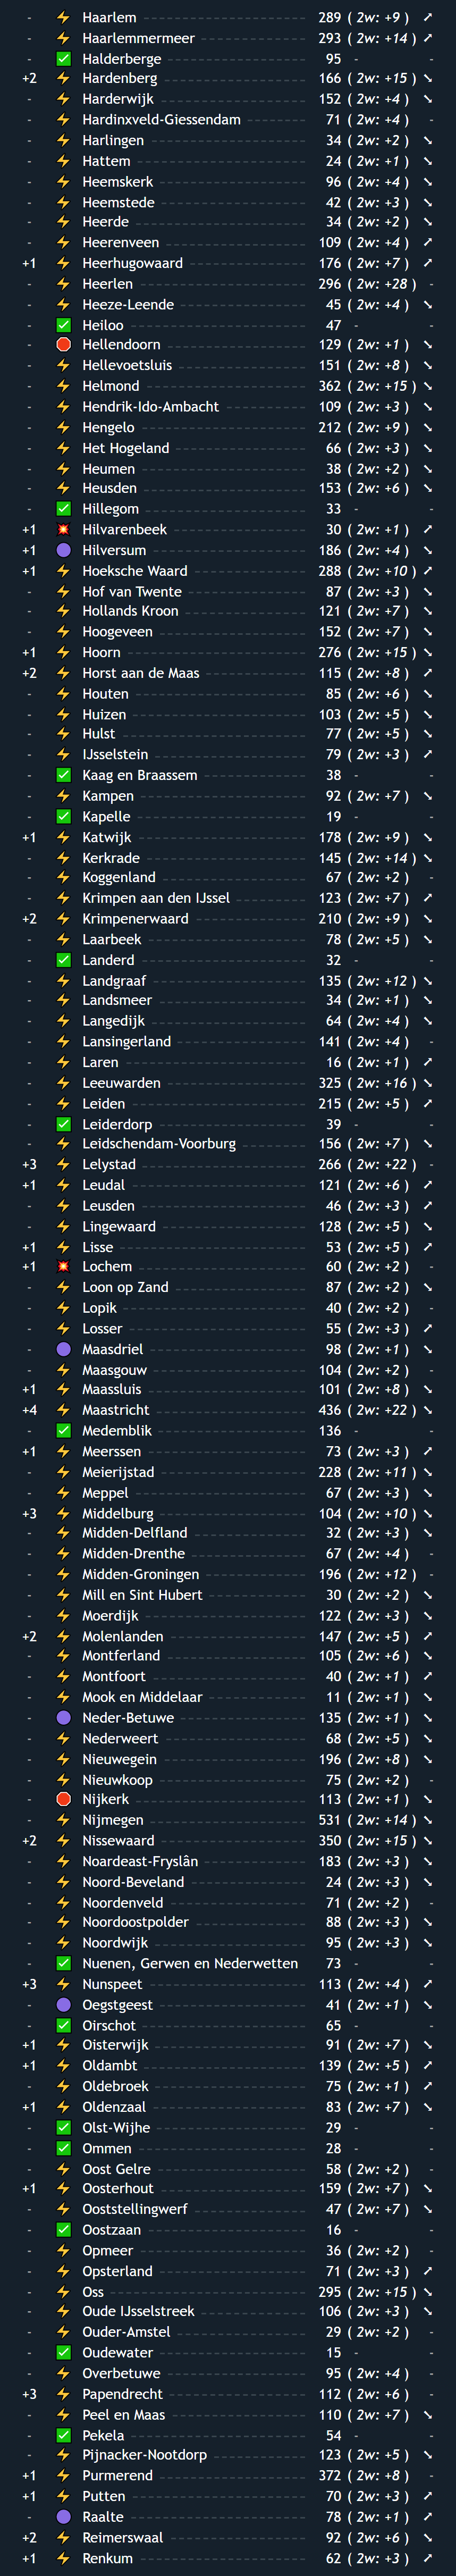 - ⚡ Haarlem 289 ( 2w: +9 ) ➚
- ⚡ Haarlemmermeer 293 ( 2w: +14 ) ➚
- ✅ Halderberge 95 - -
+2 ⚡ Hardenberg 166 ( 2w: +15 ) ➘
- ⚡ Harderwijk 152 ( 2w: +4 ) ➘
- ⚡ Hardinxveld-Giessendam 71 ( 2w: +4 ) -
- ⚡ Harlingen 34 ( 2w: +2 ) ➘
- ⚡ Hattem 24 ( 2w: +1 ) ➘
- ⚡ Heemskerk 96 ( 2w: +4 ) ➘
- ⚡ Heemstede 42 ( 2w: +3 ) ➘
- ⚡ Heerde 34 ( 2w: +2 ) ➘
- ⚡ Heerenveen 109 ( 2w: +4 ) ➚
+1 ⚡ Heerhugowaard 176 ( 2w: +7 ) ➚
- ⚡ Heerlen 296 ( 2w: +28 ) -
- ⚡ Heeze-Leende 45 ( 2w: +4 ) ➘
- ✅ Heiloo 47 - -
- 🛑 Hellendoorn 129 ( 2w: +1 ) ➘
- ⚡ Hellevoetsluis 151 ( 2w: +8 ) ➘
- ⚡ Helmond 362 ( 2w: +15 ) ➘
- ⚡ Hendrik-Ido-Ambacht 109 ( 2w: +3 ) ➘
- ⚡ Hengelo 212 ( 2w: +9 ) ➘
- ⚡ Het Hogeland 66 ( 2w: +3 ) ➘
- ⚡ Heumen 38 ( 2w: +2 ) ➘
- ⚡ Heusden 153 ( 2w: +6 ) ➘
- ✅ Hillegom 33 - -
+1 💥 Hilvarenbeek 30 ( 2w: +1 ) ➚
+1 🟣 Hilversum 186 ( 2w: +4 ) ➘
+1 ⚡ Hoeksche Waard 288 ( 2w: +10 ) ➚
- ⚡ Hof van Twente 87 ( 2w: +3 ) ➘
- ⚡ Hollands Kroon 121 ( 2w: +7 ) ➘
- ⚡ Hoogeveen 152 ( 2w: +7 ) ➘
+1 ⚡ Hoorn 276 ( 2w: +15 ) ➘
+2 ⚡ Horst aan de Maas 115 ( 2w: +8 ) ➚
- ⚡ Houten 85 ( 2w: +6 ) ➘
- ⚡ Huizen 103 ( 2w: +5 ) ➘
- ⚡ Hulst 77 ( 2w: +5 ) ➘
- ⚡ IJsselstein 79 ( 2w: +3 ) ➚
- ✅ Kaag en Braassem 38 - -
- ⚡ Kampen 92 ( 2w: +7 ) ➘
- ✅ Kapelle 19 - -
+1 ⚡ Katwijk 178 ( 2w: +9 ) ➘
- ⚡ Kerkrade 145 ( 2w: +14 ) ➘
- ⚡ Koggenland 67 ( 2w: +2 ) -
- ⚡ Krimpen aan den IJssel 123 ( 2w: +7 ) ➚
+2 ⚡ Krimpenerwaard 210 ( 2w: +9 ) ➘
- ⚡ Laarbeek 78 ( 2w: +5 ) ➘
- ✅ Landerd 32 - -
- ⚡ Landgraaf 135 ( 2w: +12 ) ➘
- ⚡ Landsmeer 34 ( 2w: +1 ) ➘
- ⚡ Langedijk 64 ( 2w: +4 ) ➘
- ⚡ Lansingerland 141 ( 2w: +4 ) -
- ⚡ Laren 16 ( 2w: +1 ) ➚
- ⚡ Leeuwarden 325 ( 2w: +16 ) ➘
- ⚡ Leiden 215 ( 2w: +5 ) ➚
- ✅ Leiderdorp 39 - -
- ⚡ Leidschendam-Voorburg 156 ( 2w: +7 ) ➘
+3 ⚡ Lelystad 266 ( 2w: +22 ) -
+1 ⚡ Leudal 121 ( 2w: +6 ) ➚
- ⚡ Leusden 46 ( 2w: +3 ) ➚
- ⚡ Lingewaard 128 ( 2w: +5 ) ➘
+1 ⚡ Lisse 53 ( 2w: +5 ) ➚
+1 💥 Lochem 60 ( 2w: +2 ) -
- ⚡ Loon op Zand 87 ( 2w: +2 ) ➘
- ⚡ Lopik 40 ( 2w: +2 ) -
- ⚡ Losser 55 ( 2w: +3 ) ➚
- 🟣 Maasdriel 98 ( 2w: +1 ) ➘
- ⚡ Maasgouw 104 ( 2w: +2 ) -
+1 ⚡ Maassluis 101 ( 2w: +8 ) ➘
+4 ⚡ Maastricht 436 ( 2w: +22 ) ➘
- ✅ Medemblik 136 - -
+1 ⚡ Meerssen 73 ( 2w: +3 ) ➚
- ⚡ Meierijstad 228 ( 2w: +11 ) ➘
- ⚡ Meppel 67 ( 2w: +3 ) ➘
+3 ⚡ Middelburg 104 ( 2w: +10 ) ➘
- ⚡ Midden-Delfland 32 ( 2w: +3 ) ➘
- ⚡ Midden-Drenthe 67 ( 2w: +4 ) -
- ⚡ Midden-Groningen 196 ( 2w: +12 ) -
- ⚡ Mill en Sint Hubert 30 ( 2w: +2 ) ➘
- ⚡ Moerdijk 122 ( 2w: +3 ) ➘
+2 ⚡ Molenlanden 147 ( 2w: +5 ) ➚
- ⚡ Montferland 105 ( 2w: +6 ) ➘
- ⚡ Montfoort 40 ( 2w: +1 ) ➚
- ⚡ Mook en Middelaar 11 ( 2w: +1 ) ➘
- 🟣 Neder-Betuwe 135 ( 2w: +1 ) ➘
- ⚡ Nederweert 68 ( 2w: +5 ) ➘
- ⚡ Nieuwegein 196 ( 2w: +8 ) ➘
- ⚡ Nieuwkoop 75 ( 2w: +2 ) -
- 🛑 Nijkerk 113 ( 2w: +1 ) ➘
- ⚡ Nijmegen 531 ( 2w: +14 ) ➘
+2 ⚡ Nissewaard 350 ( 2w: +15 ) ➘
- ⚡ Noardeast-Fryslân 183 ( 2w: +3 ) ➘
- ⚡ Noord-Beveland 24 ( 2w: +3 ) ➘
- ⚡ Noordenveld 71 ( 2w: +2 ) -
- ⚡ Noordoostpolder 88 ( 2w: +3 ) ➘
- ⚡ Noordwijk 95 ( 2w: +3 ) ➘
- ✅ Nuenen, Gerwen en Nederwetten 73 - -
+3 ⚡ Nunspeet 113 ( 2w: +4 ) ➚
- 🟣 Oegstgeest 41 ( 2w: +1 ) ➘
- ✅ Oirschot 65 - -
+1 ⚡ Oisterwijk 91 ( 2w: +7 ) ➘
+1 ⚡ Oldambt 139 ( 2w: +5 ) ➚
- ⚡ Oldebroek 75 ( 2w: +1 ) ➚
+1 ⚡ Oldenzaal 83 ( 2w: +7 ) ➘
- ✅ Olst-Wijhe 29 - -
- ✅ Ommen 28 - -
- ⚡ Oost Gelre 58 ( 2w: +2 ) -
+1 ⚡ Oosterhout 159 ( 2w: +7 ) ➘
- ⚡ Ooststellingwerf 47 ( 2w: +7 ) ➘
- ✅ Oostzaan 16 - -
- ⚡ Opmeer 36 ( 2w: +2 ) -
- ⚡ Opsterland 71 ( 2w: +3 ) ➚
- ⚡ Oss 295 ( 2w: +15 ) ➘
- ⚡ Oude IJsselstreek 106 ( 2w: +3 ) ➘
- ⚡ Ouder-Amstel 29 ( 2w: +2 ) -
- ✅ Oudewater 15 - -
- ⚡ Overbetuwe 95 ( 2w: +4 ) -
+3 ⚡ Papendrecht 112 ( 2w: +6 ) -
- ⚡ Peel en Maas 110 ( 2w: +7 ) ➘
- ✅ Pekela 54 - -
- ⚡ Pijnacker-Nootdorp 123 ( 2w: +5 ) ➘
+1 ⚡ Purmerend 372 ( 2w: +8 ) -
+1 ⚡ Putten 70 ( 2w: +3 ) ➚
- 🟣 Raalte 78 ( 2w: +1 ) ➚
+2 ⚡ Reimerswaal 92 ( 2w: +6 ) ➘
+1 ⚡ Renkum 62 ( 2w: +3 ) ➚